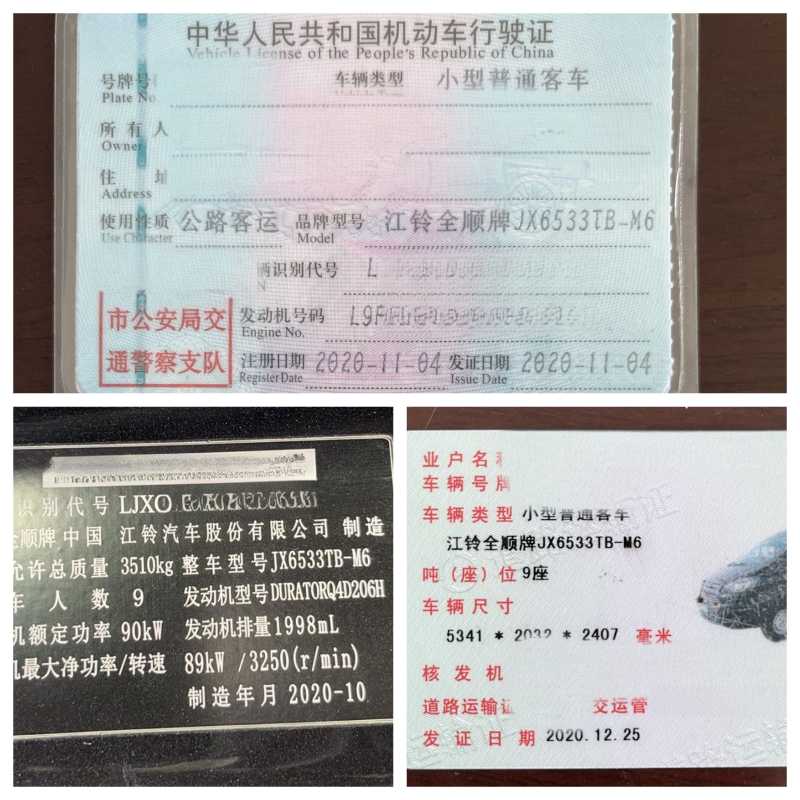 中华人民共和国机动车行驶证
Vehicle License of the People's Republic of China
号牌号 车辆类型 小型普通客车
Plate No.
所有人
Owner
住
Address
使用性质 公路客运 品牌型号 江铃全顺牌JX6533TB-M6
Use Character Model
辆识别代号 L
市公安局交
通警察支队
发动机号码
Engine No.
注册日期 2020-11-04 发证日期 2020-11-04
Register Date Issue Date
识别代号 LJXO
全顺牌 中国 江铃汽车股份有限公司 制造
允许总质量 3510kg 整车型号 JX6533TB-M6
车人数 9 发动机型号 DURATORQ4D206H
机额定功率 90kW 发动机排量 1998mL
机最大净功率/转速 89kW /3250(r/min)
制造年月 2020-10
业户名
车辆号牌
车辆类型 小型普通客车
江铃全顺牌JX6533TB-M6
吨（座）位 9座
车辆尺寸
5341 * 2032 * 2407 毫米
核发机
道路运输证 交运管
发证日期 2020.12.25